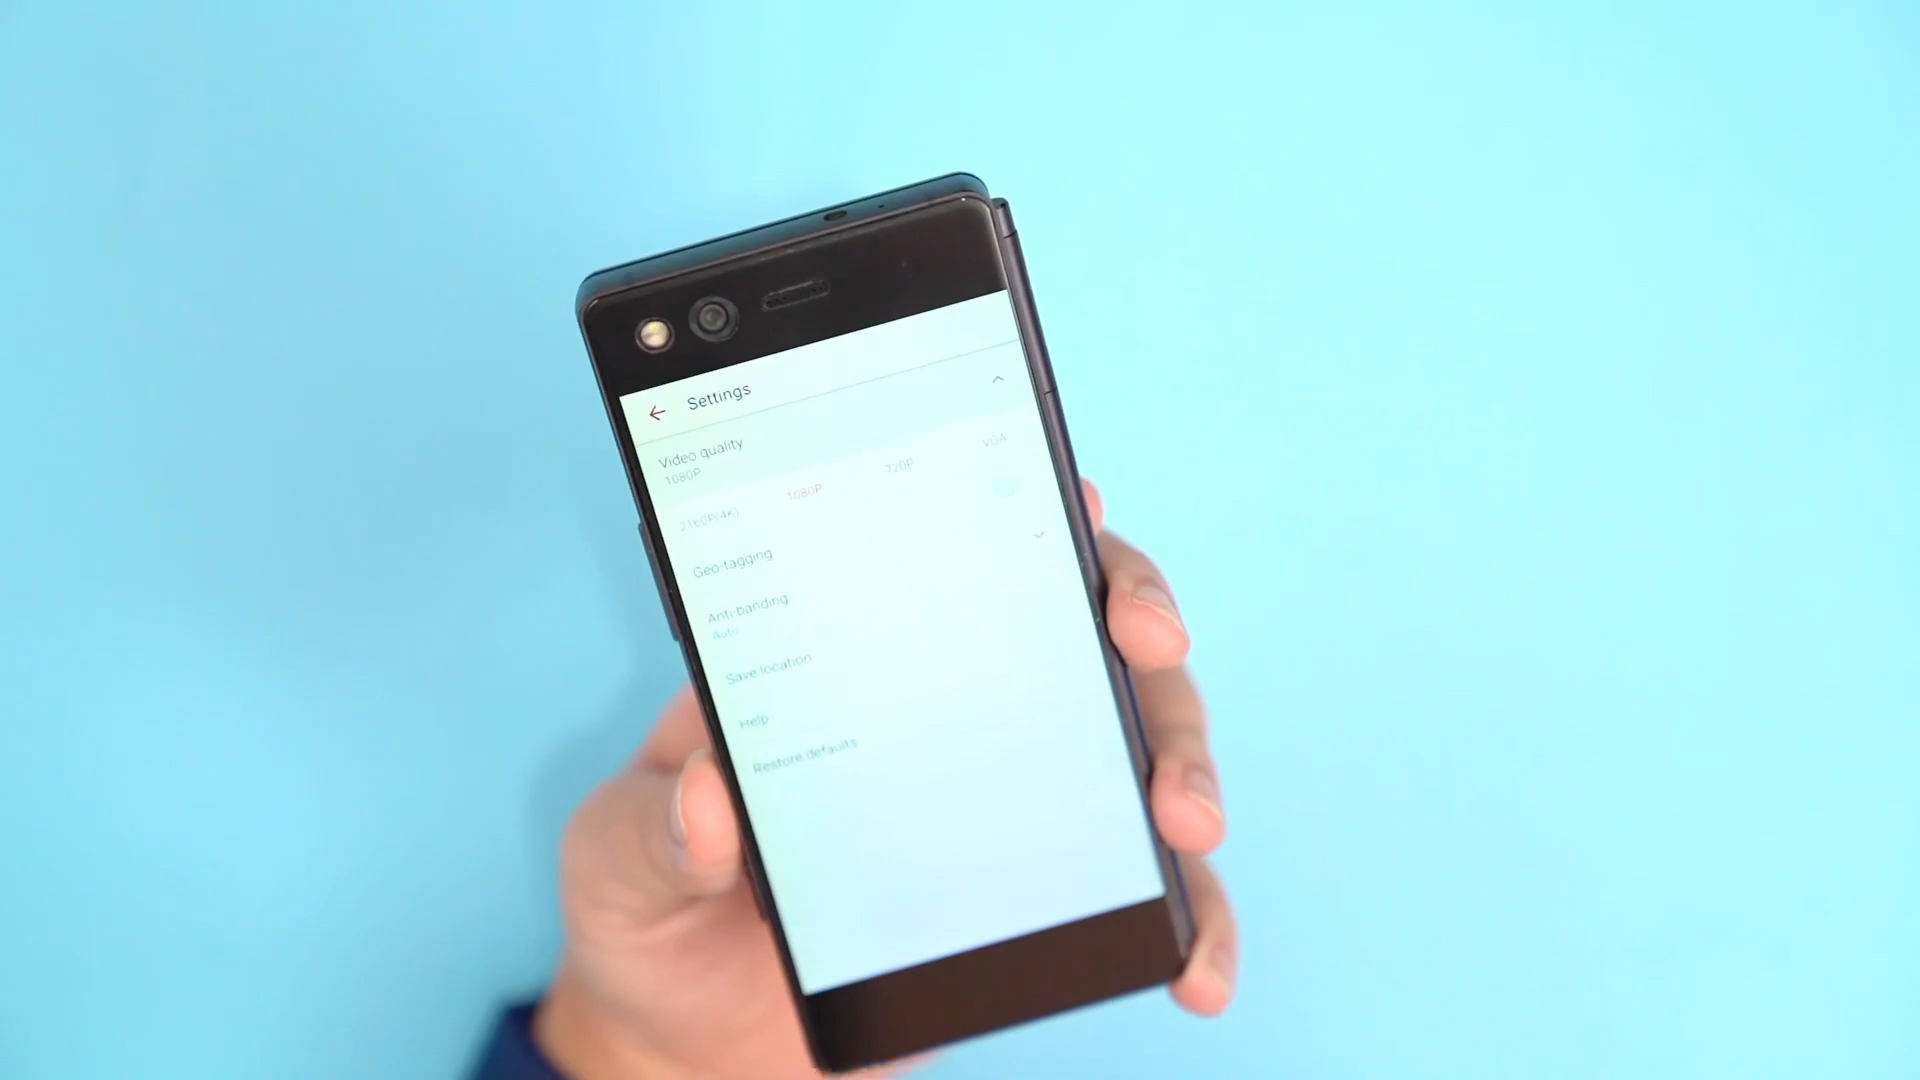 Settings
Video quality
1080P
2160P(4K) 1080P 720P VGA
Geo-tagging
Anti-banding
Auto
Save location
Help
Restore defaults